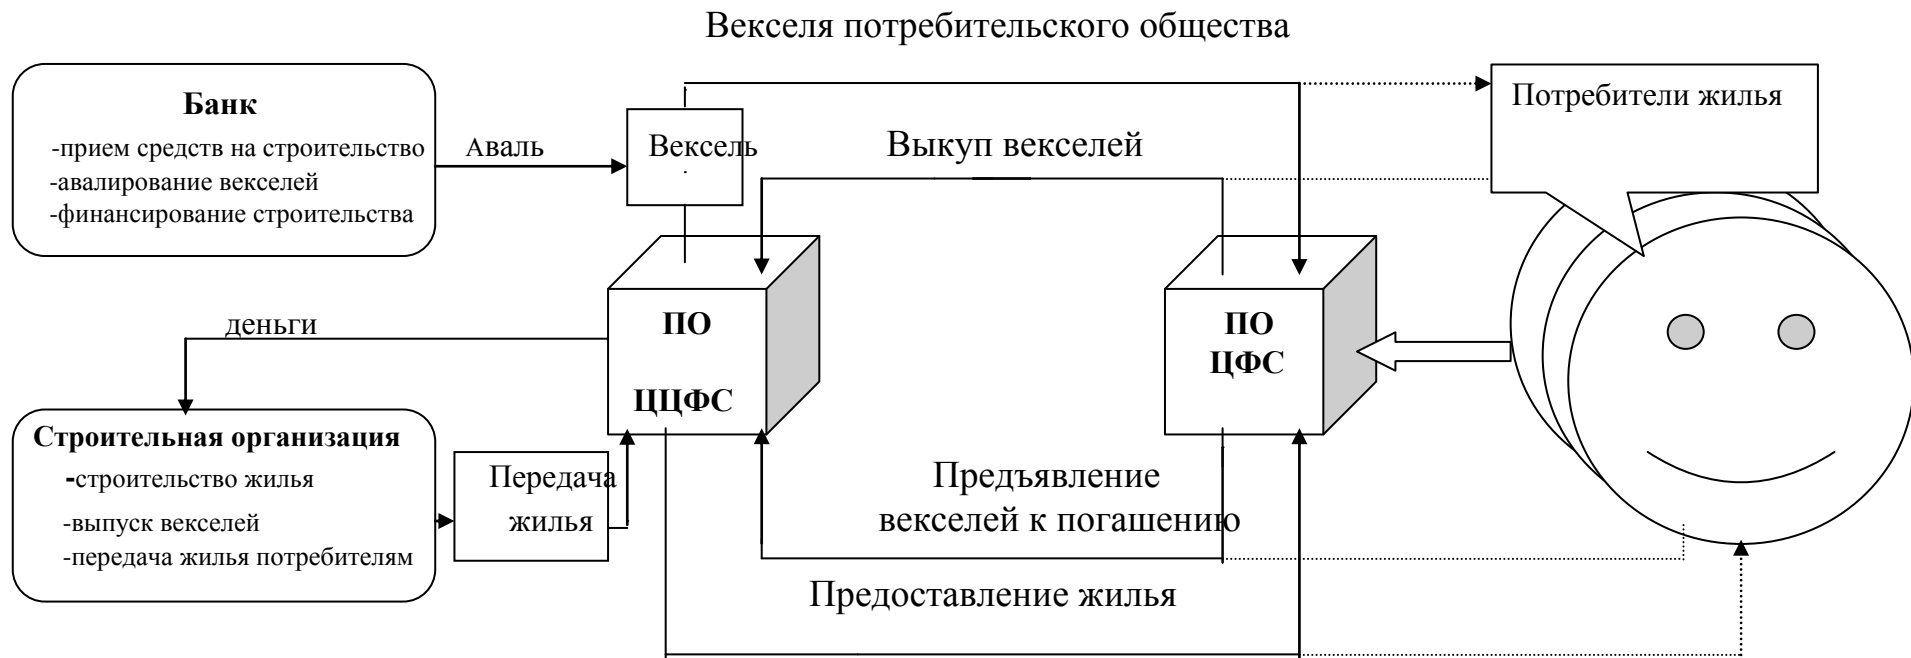 Векселя потребительского общества
Банк
-прием средств на строительство
-авалирование векселей
-финансирование строительства
Аваль
Вексель
.
Выкуп векселей
Потребители жилья
деньги
ПО
ЦЦФС
ПО
ЦФС
Строительная организация
-строительство жилья
-выпуск векселей
-передача жилья потребителям
Передача
жилья
Предъявление
векселей к погашению
Предоставление жилья